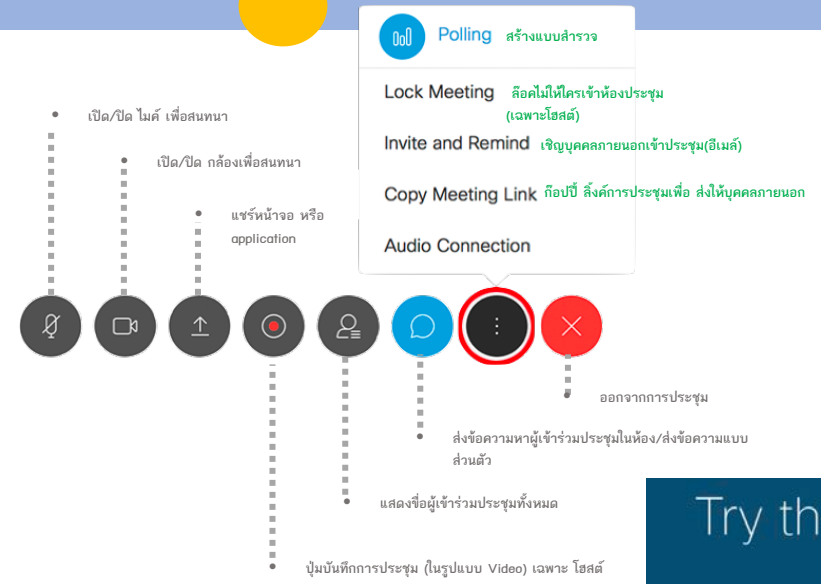 Polling สร้างแบบสำรวจ
Lock Meeting ล๊อคไม่ให้ใครเข้าห้องประชุม
(เฉพาะโฮสต์)
Invite and Remind เชิญบุคคลภายนอกเข้าประชุม(อีเมล์)
Copy Meeting Link ก๊อปปี้ ลิ้งค์การประชุมเพื่อ ส่งให้บุคคลภายนอก
Audio Connection
เปิด/ปิด ไมค์ เพื่อสนทนา
เปิด/ปิด กล้องเพื่อสนทนา
แชร์หน้าจอ หรือ
application
ออกจากการประชุม
ส่งข้อความหาผู้เข้าร่วมประชุมในห้อง/ส่งข้อความแบบ
ส่วนตัว
แสดงชื่อผู้เข้าร่วมประชุมทั้งหมด
ปุ่มบันทึกการประชุม (ในรูปแบบ Video) เฉพาะ โฮสต์
Try th